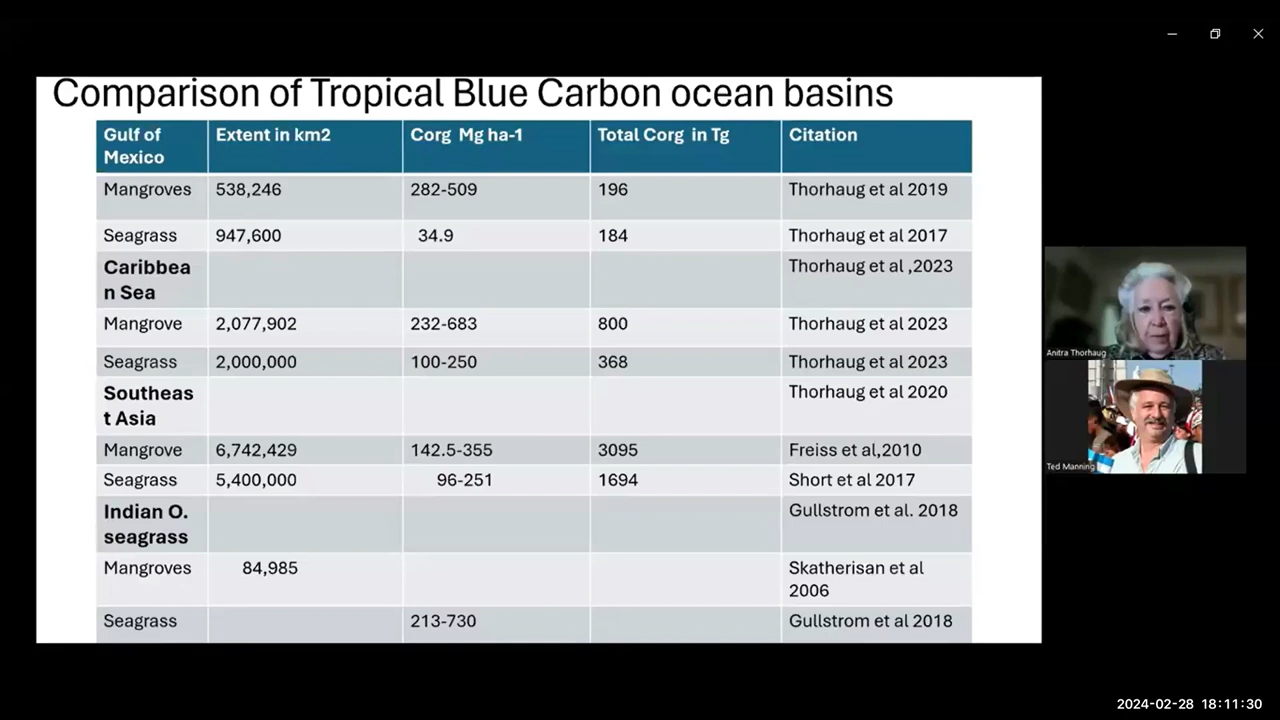 Comparison of Tropical Blue Carbon ocean basins
Gulf of Mexico Extent in km2 Corg Mg ha-1 Total Corg in Tg Citation
Mangroves 538,246 282-509 196 Thorhaug et al 2019
Seagrass 947,600 34.9 184 Thorhaug et al 2017
Caribbea
n Sea Thorhaug et al ,2023
Mangrove 2,077,902 232-683 800 Thorhaug et al 2023
Seagrass 2,000,000 100-250 368 Thorhaug et al 2023
Southeas
t Asia Thorhaug et al 2020
Mangrove 6,742,429 142.5-355 3095 Freiss et al,2010
Seagrass 5,400,000 96-251 1694 Short et al 2017
Indian O.
seagrass Gullstrom et al. 2018
Mangroves 84,985 Skatherisan et al
2006
Seagrass 213-730 Gullstrom et al 2018
Anitra Thorhaug
Ted Manning
2024-02-28 18:11:30